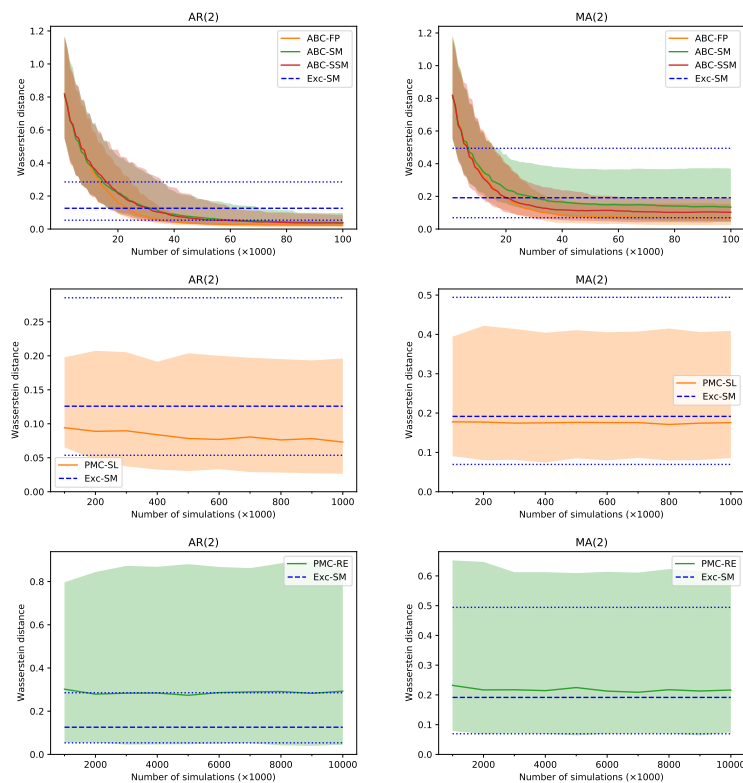 AR(2)
MA(2)
Wasserstein distance
1.2
1.0
0.8
0.6
0.4
0.2
0.0
ABC-FP
ABC-SM
ABC-SSM
Exc-SM
20 40 60 80 100
Number of simulations (×1000)
Wasserstein distance
1.2
1.0
0.8
0.6
0.4
0.2
0.0
ABC-FP
ABC-SM
ABC-SSM
Exc-SM
20 40 60 80 100
Number of simulations (×1000)
AR(2)
MA(2)
Wasserstein distance
0.25
0.20
0.15
0.10
0.05
0.00
PMC-SL
Exc-SM
200 400 600 800 1000
Number of simulations (×1000)
Wasserstein distance
0.5
0.4
0.3
0.2
0.1
0.0
PMC-SL
Exc-SM
200 400 600 800 1000
Number of simulations (×1000)
AR(2)
MA(2)
Wasserstein distance
0.8
0.6
0.4
0.2
0.0
PMC-RE
Exc-SM
2000 4000 6000 8000 10000
Number of simulations (×1000)
Wasserstein distance
0.6
0.5
0.4
0.3
0.2
0.1
0.0
PMC-RE
Exc-SM
2000 4000 6000 8000 10000
Number of simulations (×1000)